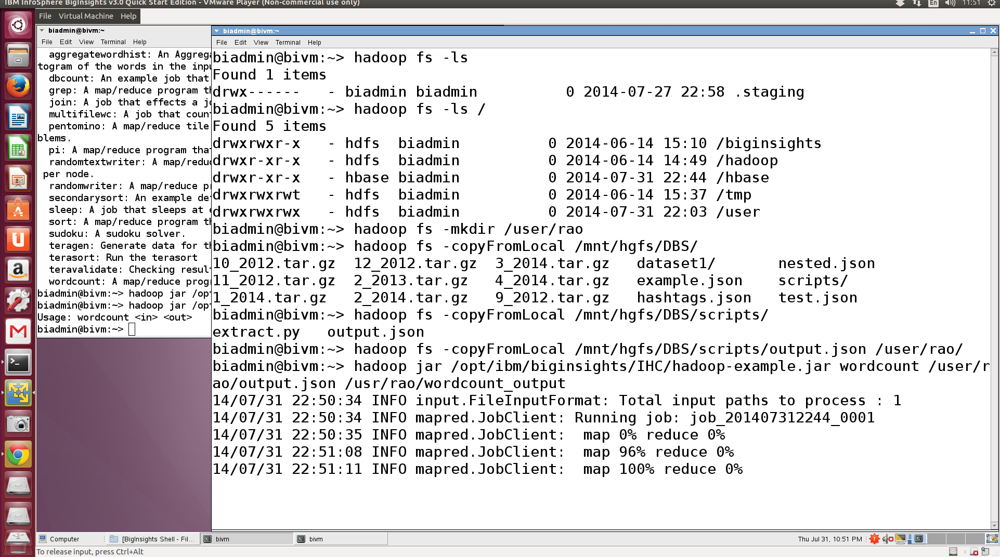 IBM InfoSphere BigInsights v3.0 Quick Start Edition - VMware Player (Non-commercial use only)
En
11:51
File Virtual Machine Help
biadmin@bivm:~
File Edit View Terminal Help
aggregatewordhist: An Aggrega
togram of the words in the inpu
dbcount: An example job that
grep: A map/reduce program th
join: A job that effects a jo
multifilewc: A job that count
pentomino: A map/reduce tile
blems.
pi: A map/reduce program that
randomtextwriter: A map/reduc
per node.
randomwriter: A map/reduce pr
secondarysort: An example def
sleep: A job that sleeps at e
sort: A map/reduce program th
sudoku: A sudoku solver.
teragen: Generate data for th
terasort: Run the terasort
teravalidate: Checking result
wordcount: A map/reduce progr
biadmin@bivm:~> hadoop jar /opt
biadmin@bivm:~> hadoop jar /opt
Usage: wordcount <in> <out>
biadmin@bivm:~>
biadmin@bivm:~
File Edit View Terminal Help
biadmin@bivm:~> hadoop fs -ls
Found 1 items
drwx------   - biadmin biadmin          0 2014-07-27 22:58 .staging
biadmin@bivm:~> hadoop fs -ls /
Found 5 items
drwxrwxr-x   - hdfs  biadmin          0 2014-06-14 15:10 /biginsights
drwxr-xr-x   - hdfs  biadmin          0 2014-06-14 14:49 /hadoop
drwxr-xr-x   - hbase biadmin          0 2014-07-31 22:44 /hbase
drwxrwxrwt   - hdfs  biadmin          0 2014-06-14 15:37 /tmp
drwxrwxrwx   - hdfs  biadmin          0 2014-07-31 22:03 /user
biadmin@bivm:~> hadoop fs -mkdir /user/rao
biadmin@bivm:~> hadoop fs -copyFromLocal /mnt/hgfs/DBS/
10_2012.tar.gz  12_2012.tar.gz  3_2014.tar.gz   dataset1/       nested.json
11_2012.tar.gz  2_2013.tar.gz   4_2014.tar.gz   example.json    scripts/
1_2014.tar.gz   2_2014.tar.gz   9_2012.tar.gz   hashtags.json   test.json
biadmin@bivm:~> hadoop fs -copyFromLocal /mnt/hgfs/DBS/scripts/
extract.py   output.json
biadmin@bivm:~> hadoop fs -copyFromLocal /mnt/hgfs/DBS/scripts/output.json /user/rao/
biadmin@bivm:~> hadoop jar /opt/ibm/biginsights/IHC/hadoop-example.jar wordcount /user/r
ao/output.json /usr/rao/wordcount_output
14/07/31 22:50:34 INFO input.FileInputFormat: Total input paths to process : 1
14/07/31 22:50:34 INFO mapred.JobClient: Running job: job_201407312244_0001
14/07/31 22:50:35 INFO mapred.JobClient:  map 0% reduce 0%
14/07/31 22:51:08 INFO mapred.JobClient:  map 96% reduce 0%
14/07/31 22:51:11 INFO mapred.JobClient:  map 100% reduce 0%
Computer
[BigInsights Shell - Fil...
bivm
bivm
Thu Jul 31, 10:51 PM
To release input, press Ctrl+Alt